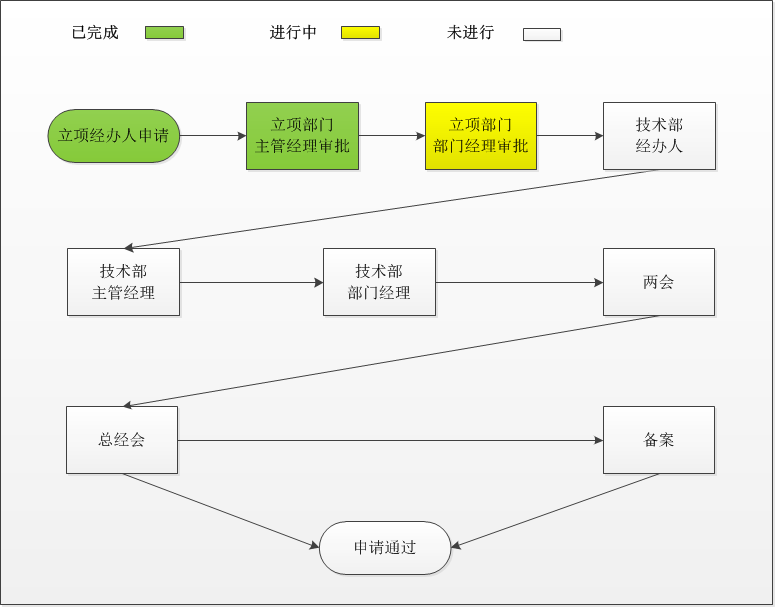 已完成
进行中
未进行
立项经办人申请
立项部门
主管经理审批
立项部门
部门经理审批
技术部
经办人
技术部
主管经理
技术部
部门经理
两会
总经会
备案
申请通过